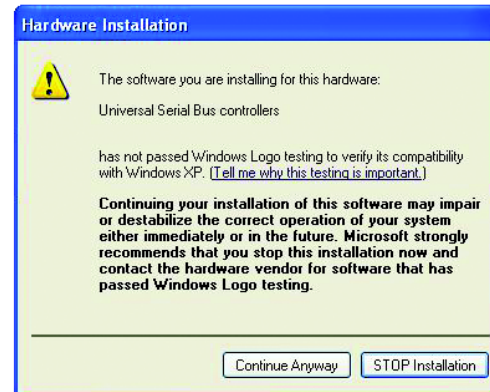 Hardware Installation
The software you are installing for this hardware:
Universal Serial Bus controllers
has not passed Windows Logo testing to verify its compatibility
with Windows XP. (Tell me why this testing is important.)
Continuing your installation of this software may impair
or destabilize the correct operation of your system
either immediately or in the future. Microsoft strongly
recommends that you stop this installation now and
contact the hardware vendor for software that has
passed Windows Logo testing.
Continue Anyway STOP Installation